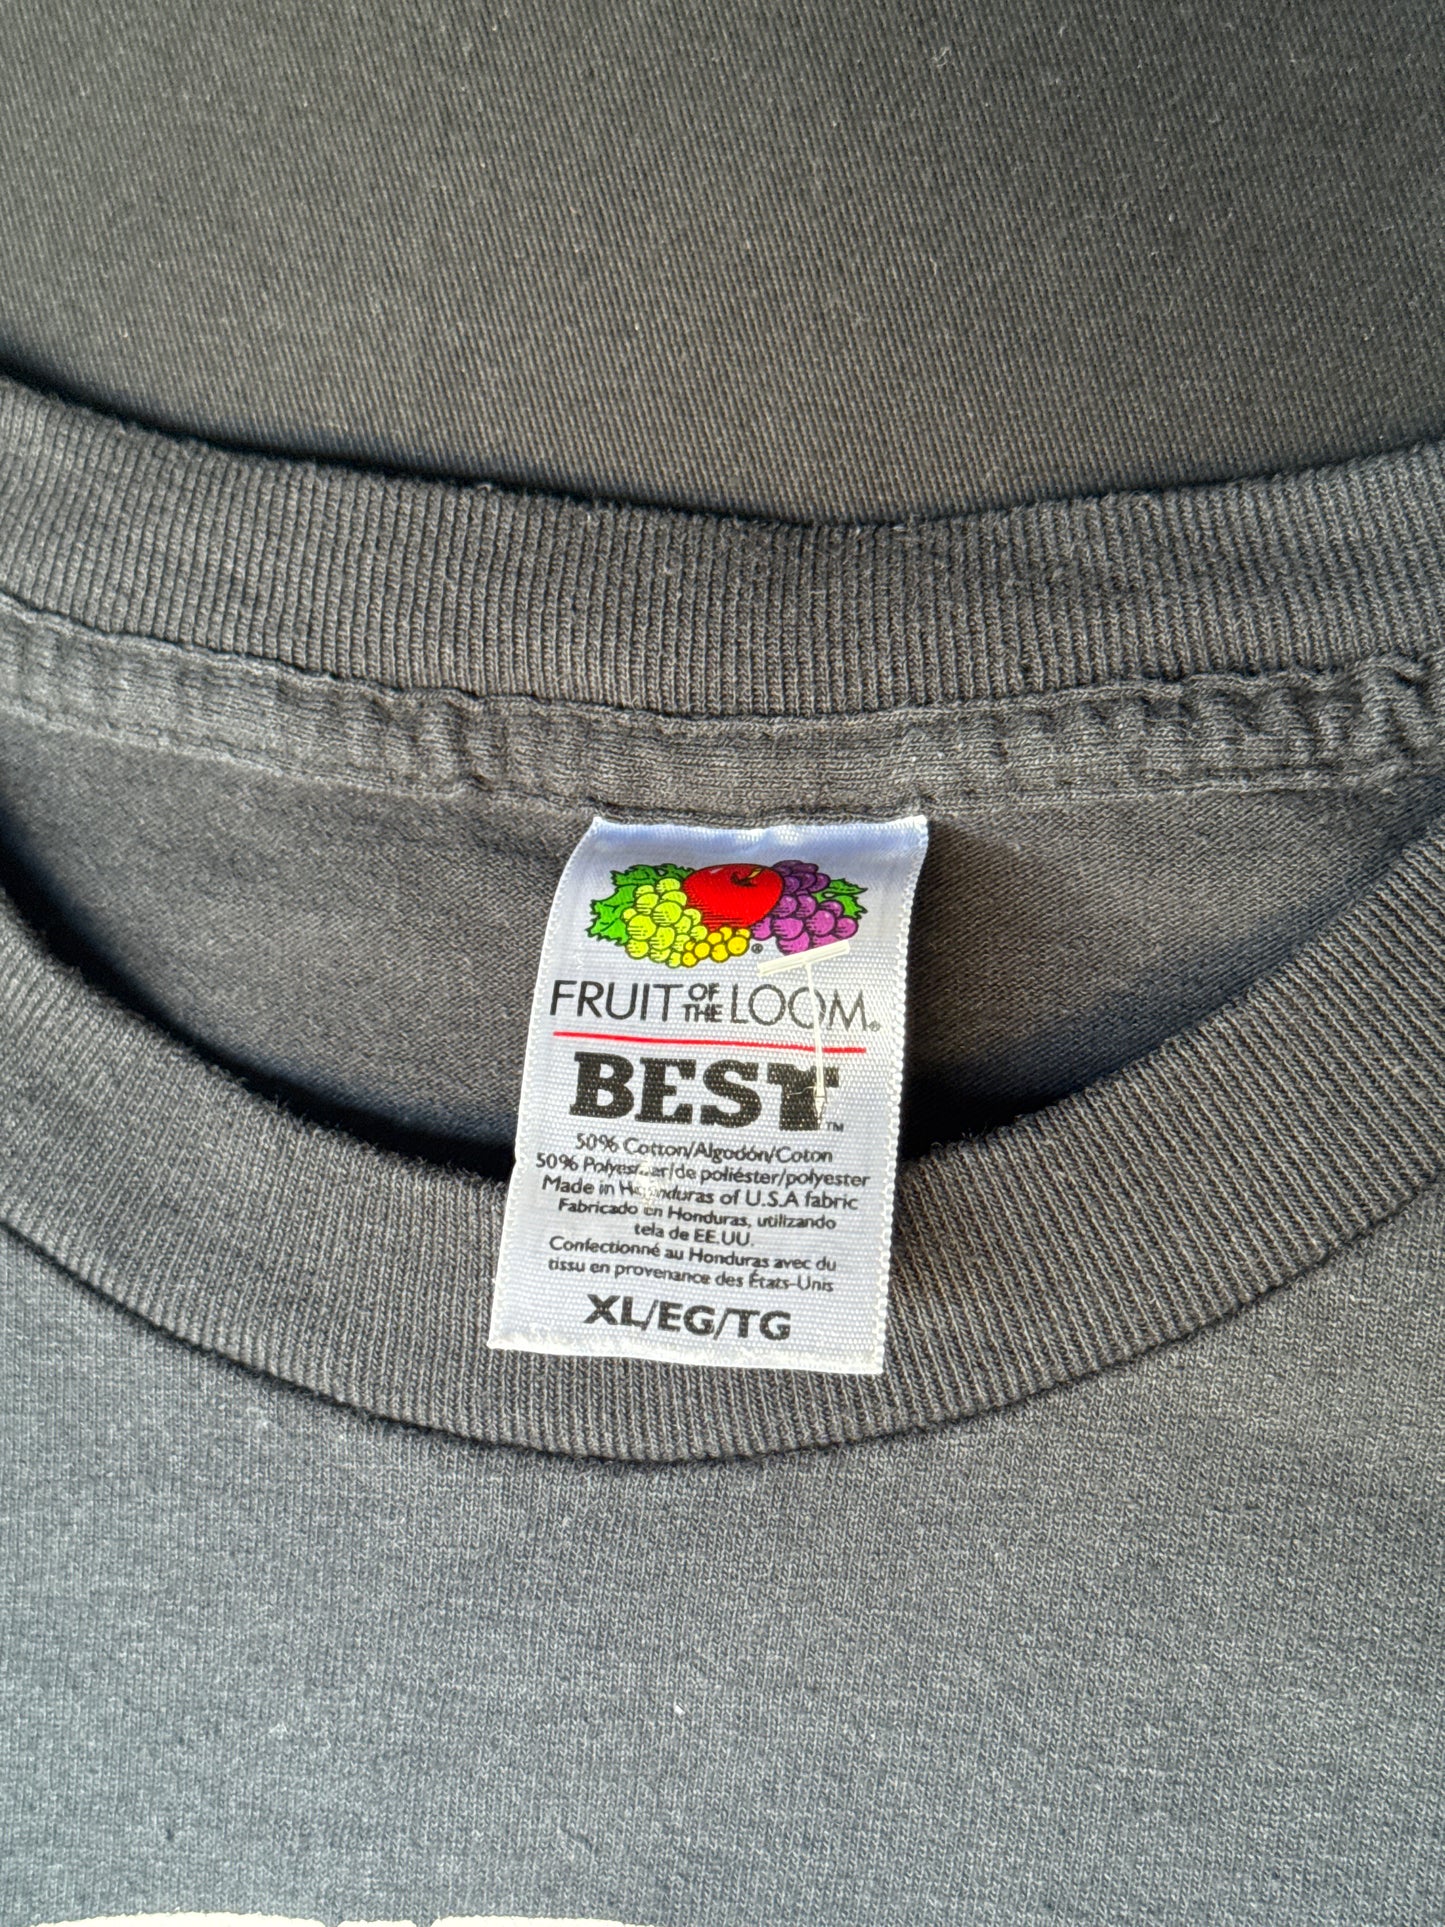 FRUIT OF THE LOOM®
BEST™
50% Cotton/Algodón/Coton
50% Polyester/de poliéster/polyester
Made in Honduras of U.S.A fabric
Fabricado en Honduras, utilizando
tela de EE.UU.
Confectionné au Honduras avec du
tissu en provenance des États-Unis
XL/EG/TG